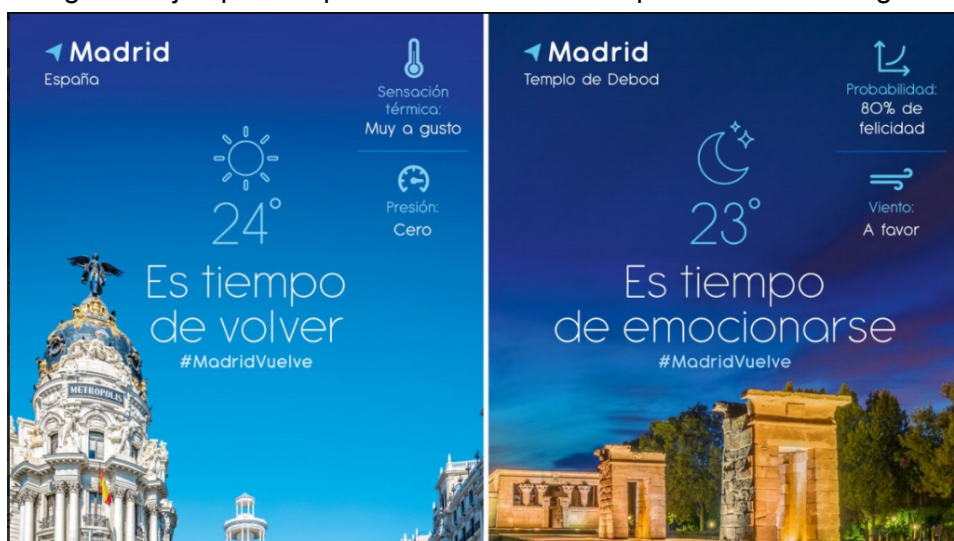 Madrid
España
Sensación
térmica:
Muy a gusto
24°
Presión:
Cero
Es tiempo
de volver
#MadridVuelve
METROPOLIS
Madrid
Templo de Debod
Probabilidad:
80% de
felicidad
23°
Viento:
A favor
Es tiempo
de emocionarse
#MadridVuelve